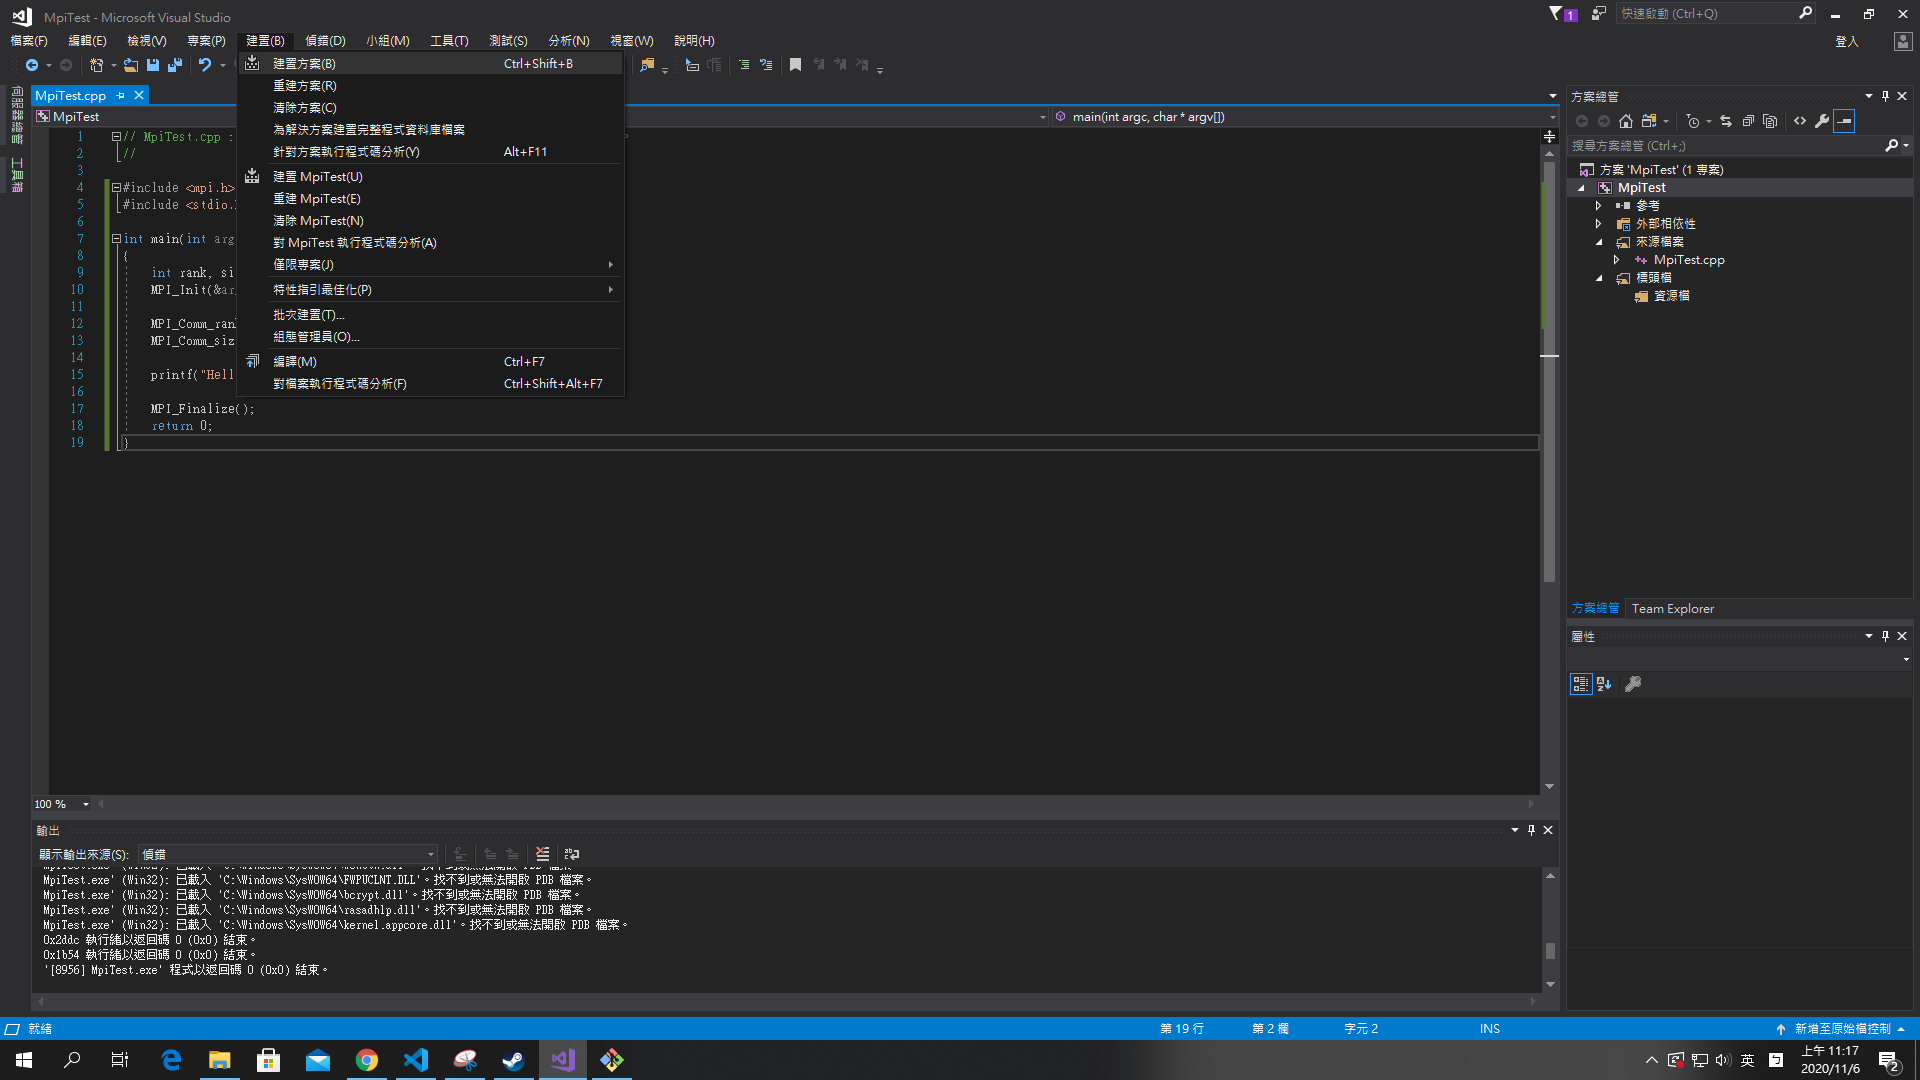 MpiTest - Microsoft Visual Studio
1
快速啟動 (Ctrl+Q)
檔案(F) 編輯(E) 檢視(V) 專案(P) 建置(B) 偵錯(D) 小組(M) 工具(T) 測試(S) 分析(N) 視窗(W) 說明(H)
登入
建置方案(B) Ctrl+Shift+B
重建方案(R)
清除方案(C)
為解決方案建置完整程式資料庫檔案
針對方案執行程式碼分析(Y) Alt+F11
建置 MpiTest(U)
重建 MpiTest(E)
清除 MpiTest(N)
對 MpiTest 執行程式碼分析(A)
僅限專案(J)
特性指引最佳化(P)
批次建置(T)...
組態管理員(O)...
編譯(M) Ctrl+F7
對檔案執行程式碼分析(F) Ctrl+Shift+Alt+F7
伺服器總管
工具箱
MpiTest.cpp
MpiTest
main(int argc, char * argv[])
1 // MpiTest.cpp :
2 //
3
4 #include <mpi.h>
5 #include <stdio.
6
7 int main(int arg
8 {
9 int rank, si
10 MPI_Init(&ar
11
12 MPI_Comm_ran
13 MPI_Comm_siz
14
15 printf("Hell
16
17 MPI_Finalize();
18 return 0;
19 }
100 %
方案總管
搜尋方案總管 (Ctrl+;)
方案 'MpiTest' (1 專案)
MpiTest
參考
外部相依性
來源檔案
MpiTest.cpp
標頭檔
資源檔
方案總管 Team Explorer
屬性
輸出
顯示輸出來源(S): 偵錯
MpiTest.exe' (Win32): 已載入 'C:\Windows\SysWOW64\FWPUCLNT.DLL'。找不到或無法開啟 PDB 檔案。
MpiTest.exe' (Win32): 已載入 'C:\Windows\SysWOW64\bcrypt.dll'。找不到或無法開啟 PDB 檔案。
MpiTest.exe' (Win32): 已載入 'C:\Windows\SysWOW64\rasadhlp.dll'。找不到或無法開啟 PDB 檔案。
MpiTest.exe' (Win32): 已載入 'C:\Windows\SysWOW64\kernel.appcore.dll'。找不到或無法開啟 PDB 檔案。
0x2ddc 執行緒以返回碼 0 (0x0) 結束。
0x1b54 執行緒以返回碼 0 (0x0) 結束。
'[8956] MpiTest.exe' 程式以返回碼 0 (0x0) 結束。
就緒 第 19 行 第 2 欄 字元 2 INS 新增至原始檔控制
英
上午 11:17
2020/11/6
2